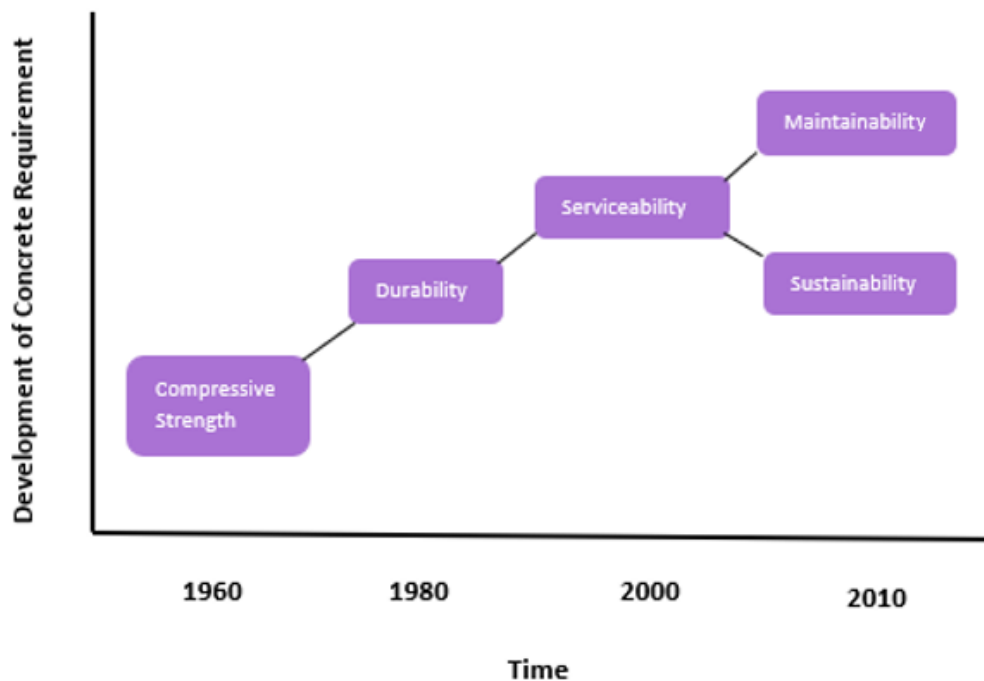 Development of Concrete Requirement
Maintainability
Serviceability
Sustainability
Durability
Compressive
Strength
1960
1980
2000
2010
Time